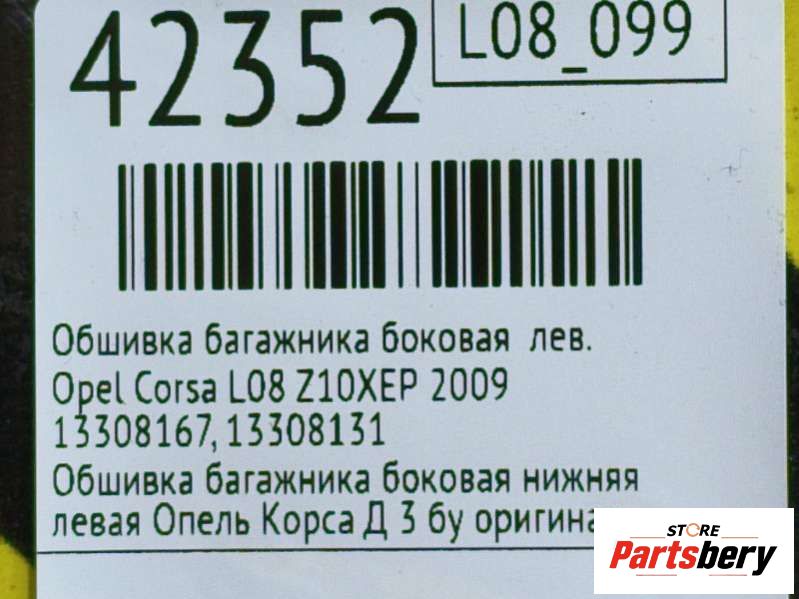 42352
L08_099
Обшивка багажника боковая лев.
Opel Corsa L08 Z10XEP 2009
13308167, 13308131
Обшивка багажника боковая нижняя
левая Опель Корса Д 3 бу
STORE
Partsbery